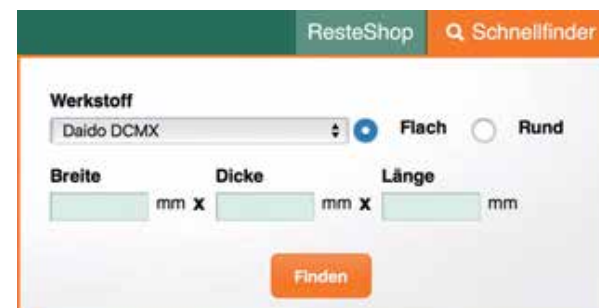 ResteShop Schnellfinder
Werkstoff
Daido DCMX Flach Rund
Breite Dicke Länge
mm x mm x mm
Finden